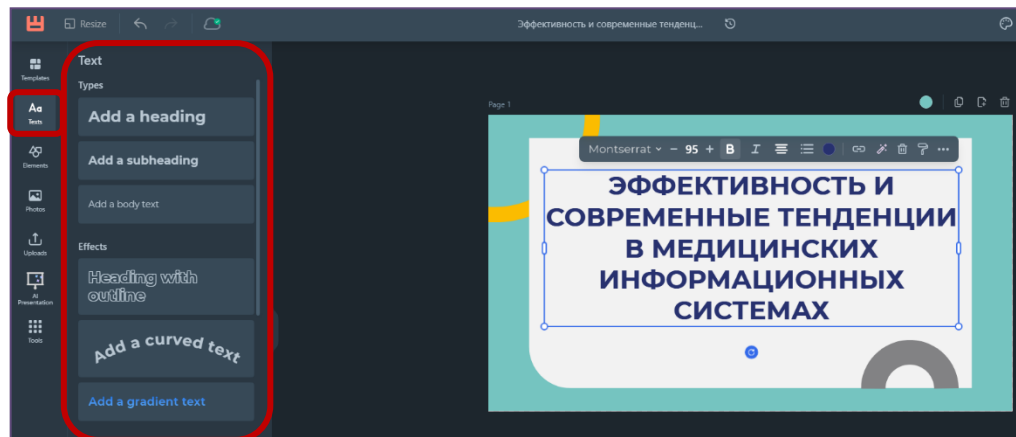 Resize
Эффективность и современные тенденц...
Templates
Texts
Elements
Photos
Uploads
AI
Presentation
Tools
Text
Types
Add a heading
Add a subheading
Add a body text
Effects
Heading with
outline
Add a curved text
Add a gradient text
Page 1
Montserrat - 95 + B I
ЭФФЕКТИВНОСТЬ И
СОВРЕМЕННЫЕ ТЕНДЕНЦИИ
В МЕДИЦИНСКИХ
ИНФОРМАЦИОННЫХ
СИСТЕМАХ